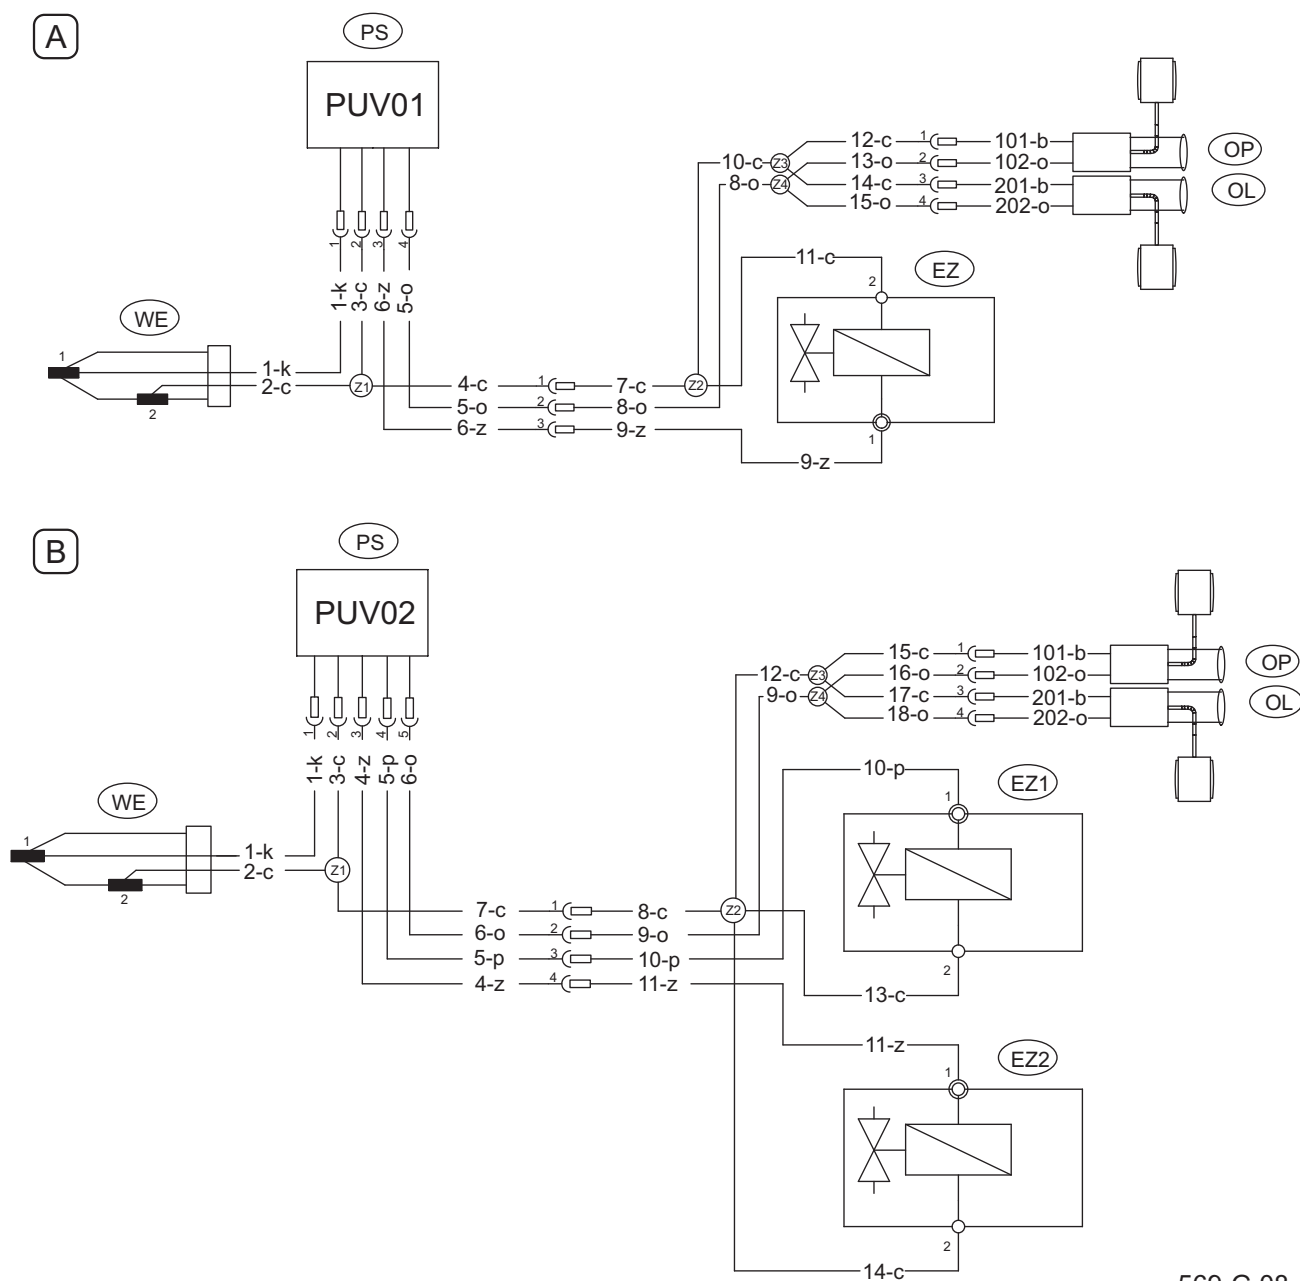 A
PS
PUV01
1 2 3 4
1-k 3-c 6-z 5-o
10-c Z3 12-c 1 101-b OP
13-o 2 102-o
8-o Z4 14-c 3 201-b OL
15-o 4 202-o
11-c EZ
2
WE
1
1-k
2-c Z1 4-c 1 7-c Z2
2 5-o 2 8-o
6-z 3 9-z
1
9-z
B
PS
PUV02
1 2 3 4 5
1-k 3-c 4-z 5-p 6-o
15-c 1 101-b OP
12-c Z3 16-o 2 102-o
9-o Z4 17-c 3 201-b OL
18-o 4 202-o
10-p EZ1
1
WE
1 1-k
2-c Z1
2
7-c 1 8-c Z2
6-o 2 9-o
5-p 3 10-p
2
4-z 4 11-z
13-c
11-z EZ2
1
2
14-c